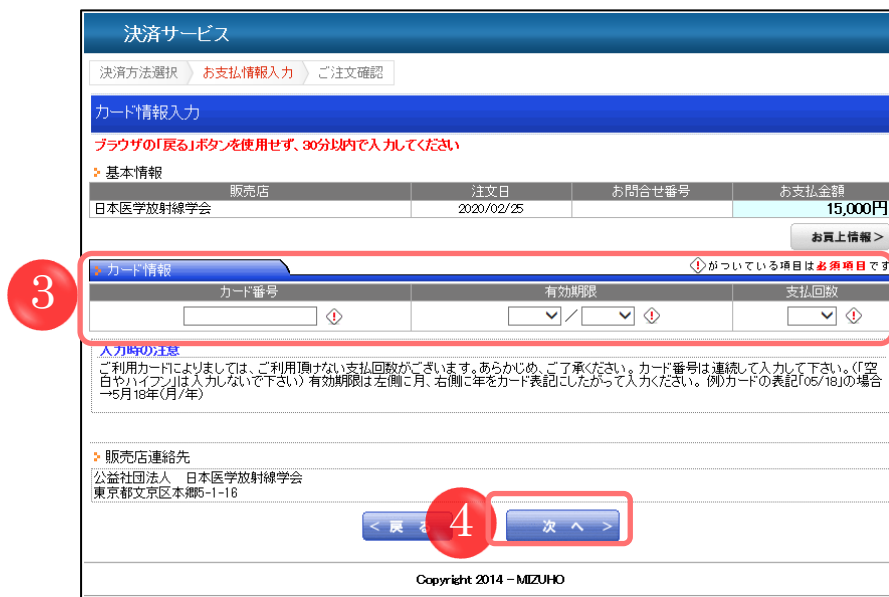 決済サービス
決済方法選択 お支払情報入力 ご注文確認
カード情報入力
ブラウザの「戻る」ボタンを使用せず、30分以内で入力してください
基本情報
販売店 注文日 お問合せ番号 お支払金額
日本医学放射線学会 2020/02/25 15,000円
お買上情報>
カード情報 がついている項目は必須項目です
3
カード番号 有効期限 支払回数
/
入力時の注意
ご利用カードによりましては、ご利用頂けない支払回数がございます。あらかじめ、ご了承ください。カード番号は連続して入力して下さい。(「空
白やハイフン」は入力しないで下さい) 有効期限は左側に月、右側に年をカード表記にしたがって入力ください。例)カードの表記「05/18」の場合
→5月18年(月/年)
販売店連絡先
公益社団法人 日本医学放射線学会
東京都文京区本郷5-1-16
<戻る 4 次へ >
Copyright 2014 - MIZUHO